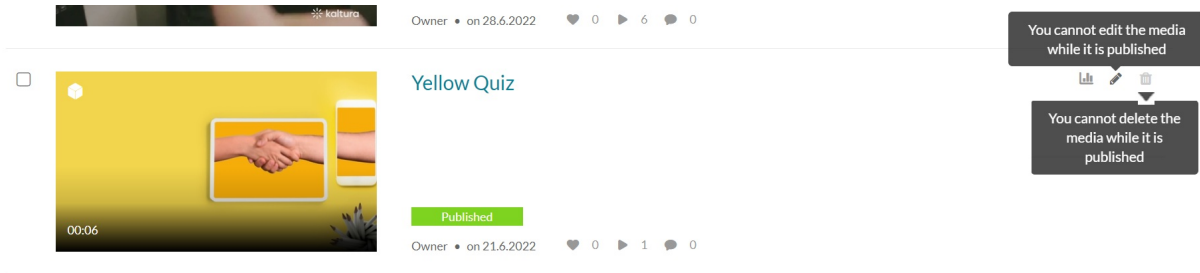 kaltura
Owner • on 28.6.2022 0 6 0
You cannot edit the media
while it is published
Yellow Quiz
You cannot delete the
media while it is
published
00:06
Published
Owner • on 21.6.2022 0 1 0